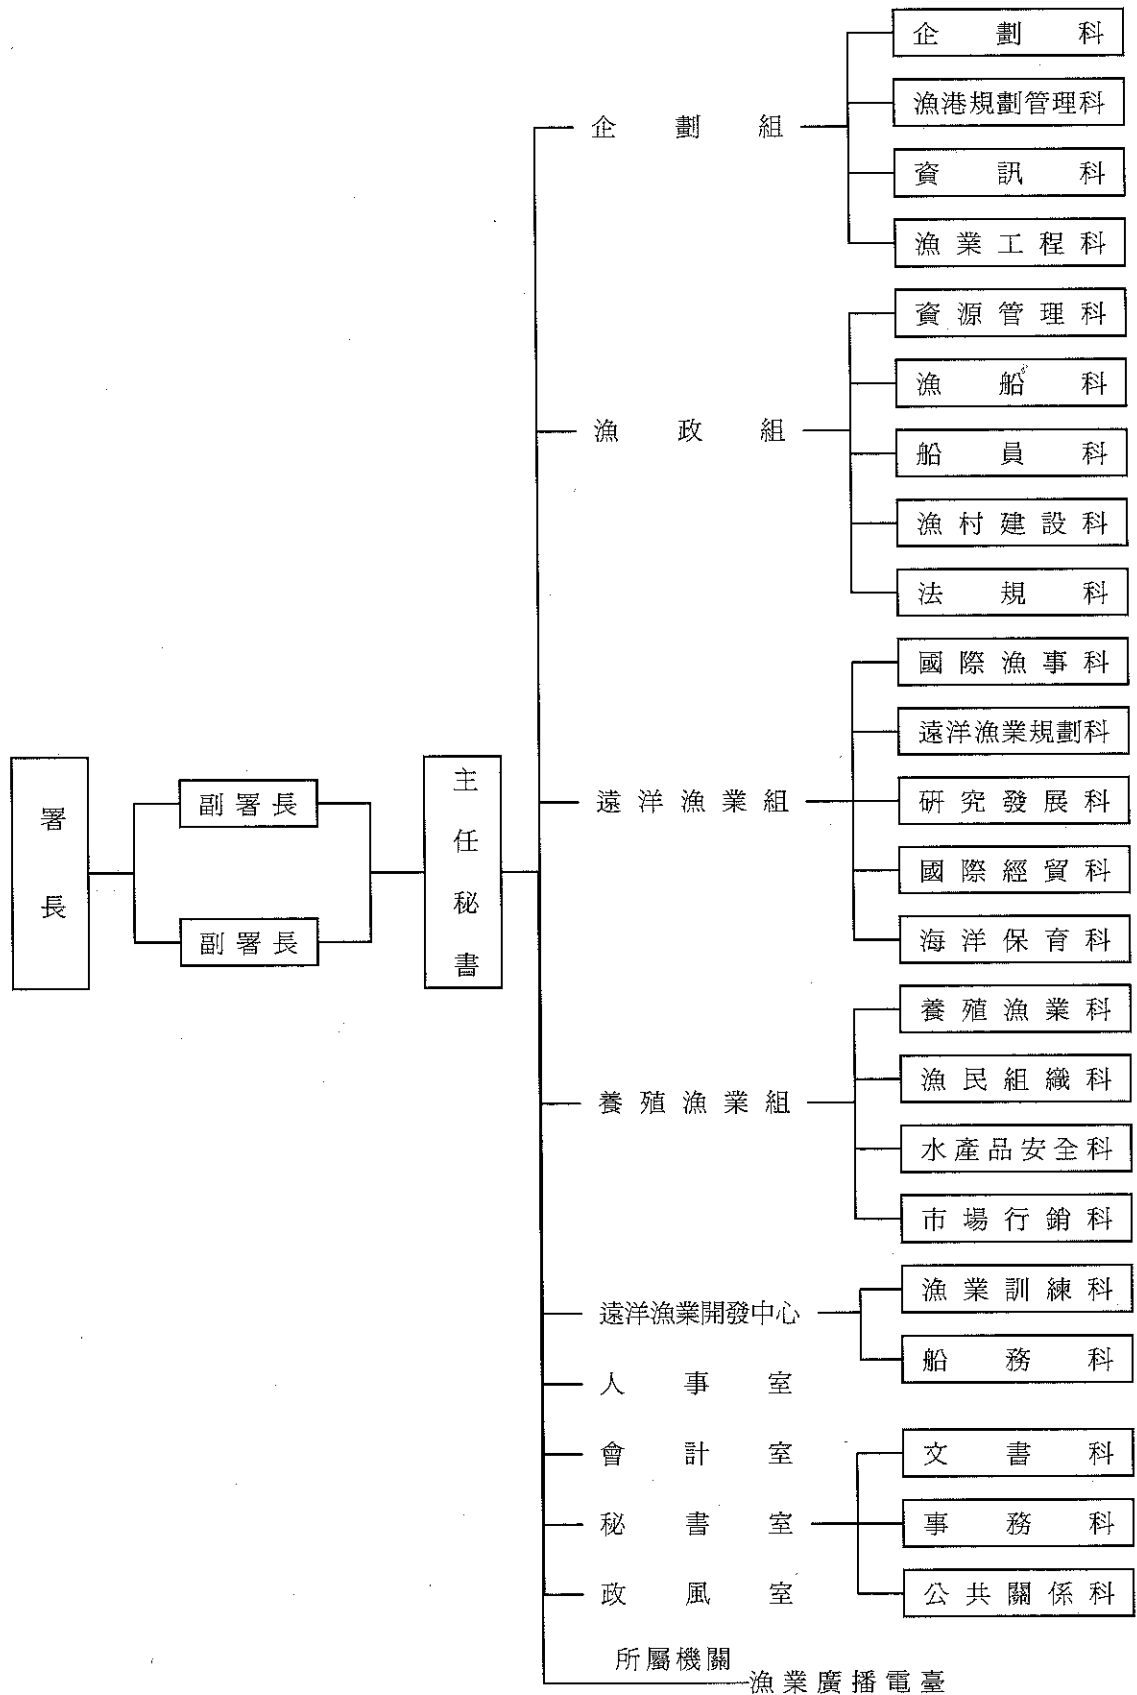 署長
副署長
副署長
主任秘書
企劃組
企劃科
漁港規劃管理科
資訊科
漁業工程科
漁政組
資源管理科
漁船科
船員科
漁村建設科
法規科
遠洋漁業組
國際漁事科
遠洋漁業規劃科
研究發展科
國際經貿科
海洋保育科
養殖漁業組
養殖漁業科
漁民組織科
水產品安全科
市場行銷科
遠洋漁業開發中心
漁業訓練科
船務科
人事室
會計室
秘書室
文書科
事務科
公共關係科
政風室
所屬機關
漁業廣播電臺